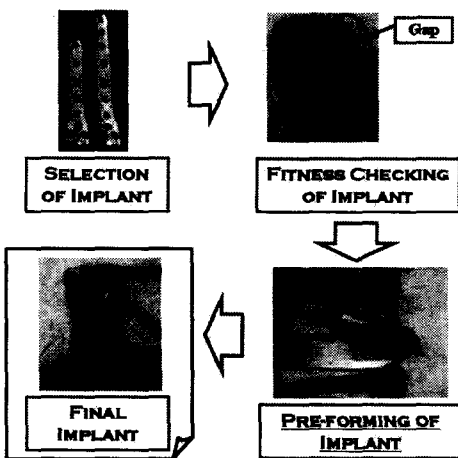 Gap
SELECTION
OF IMPLANT
FITNESS CHECKING
OF IMPLANT
PRE-FORMING OF
IMPLANT
FINAL
IMPLANT